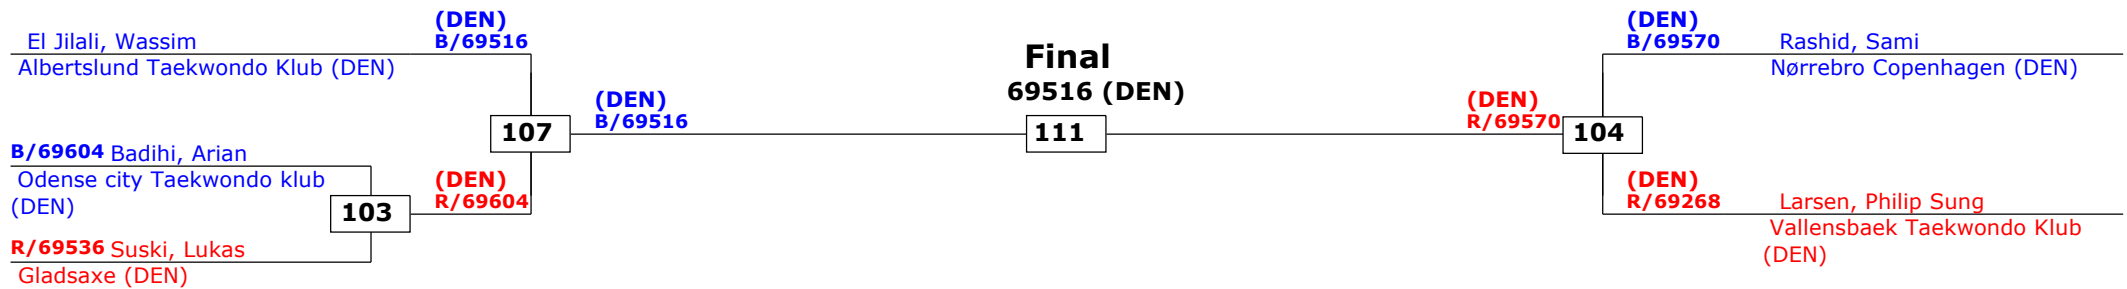 (DEN)
B/69516
El Jilali, Wassim
Albertslund Taekwondo Klub (DEN)
107
(DEN)
B/69516
B/69604 Badihi, Arian
Odense city Taekwondo klub
(DEN)
103
(DEN)
R/69604
R/69536 Suski, Lukas
Gladsaxe (DEN)
Final
69516 (DEN)
111
(DEN)
R/69570
104
(DEN)
B/69570
Rashid, Sami
Nørrebro Copenhagen (DEN)
(DEN)
R/69268
Larsen, Philip Sung
Vallensbaek Taekwondo Klub
(DEN)